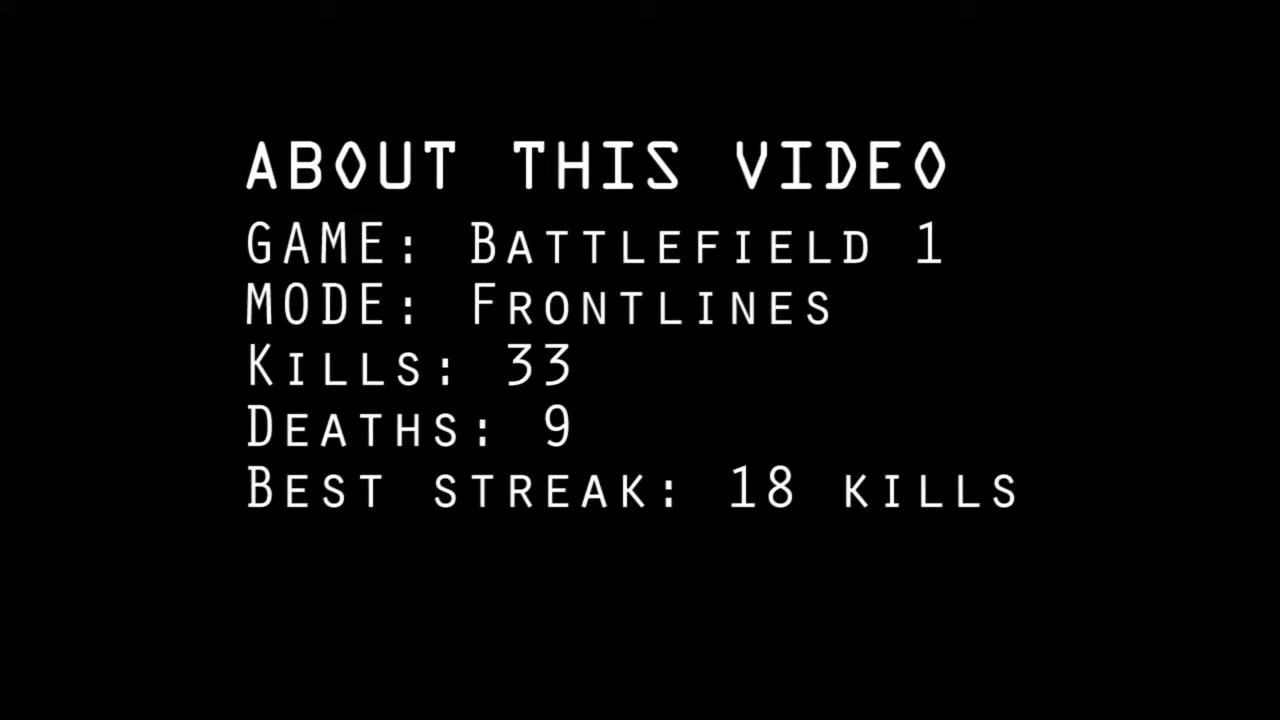 ABOUT THIS VIDEO
GAME: BATTLEFIELD 1
MODE: FRONTLINES
KILLS: 33
DEATHS: 9
BEST STREAK: 18 KILLS